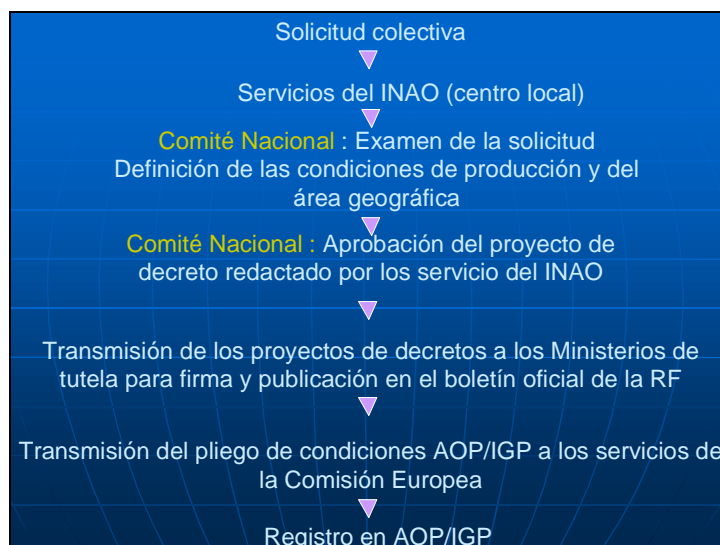 Solicitud colectiva
Servicios del INAO (centro local)
Comité Nacional : Examen de la solicitud
Definición de las condiciones de producción y del
área geográfica
Comité Nacional : Aprobación del proyecto de
decreto redactado por los servicio del INAO
Transmisión de los proyectos de decretos a los Ministerios de
tutela para firma y publicación en el boletín oficial de la RF
Transmisión del pliego de condiciones AOP/IGP a los servicios de
la Comisión Europea
Registro en AOP/IGP